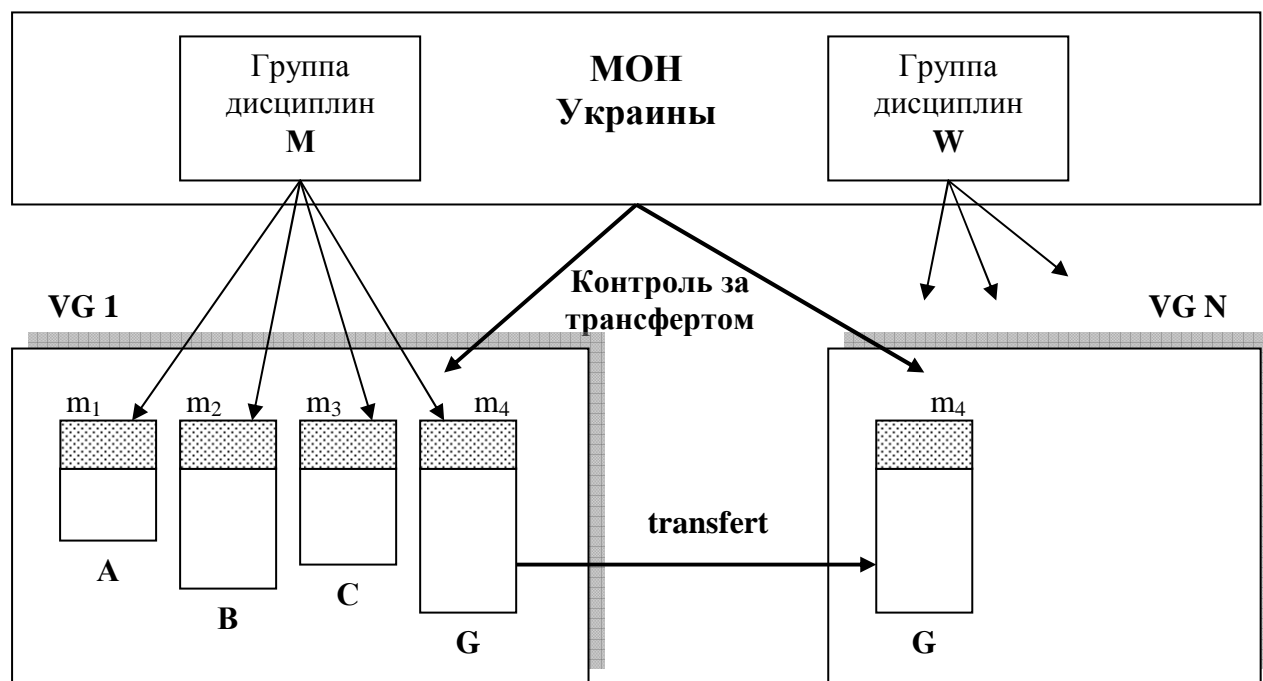 Группа
дисциплин
M
МОН
Украины
Группа
дисциплин
W
Контроль за
трансфертом
VG 1
VG N
m₁
m₂
m₃
m₄
m₄
A
B
C
G
transfert
G